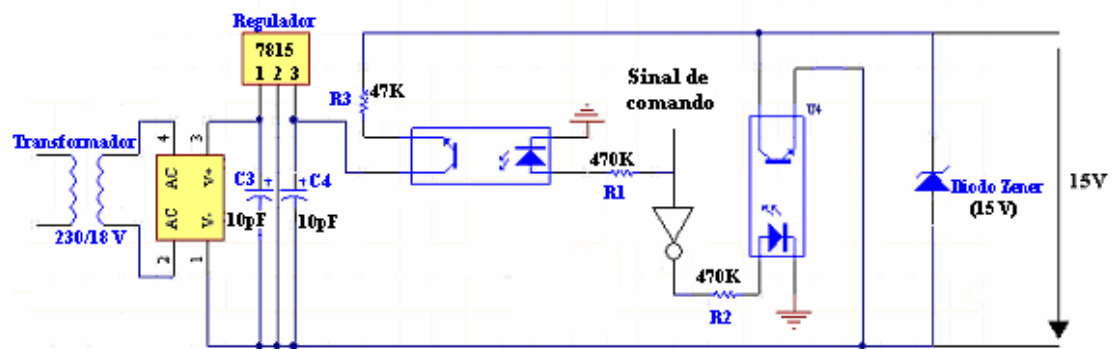 Regulador
7815
1 2 3
R3
47K
Sinal de
comando
U4
Transformador
4
3
AC
V+
AC
V-
2
1
230/18 V
C3
+
+
C4
10pF
10pF
470K
R1
470K
R2
Diodo Zener
(15 V)
15V